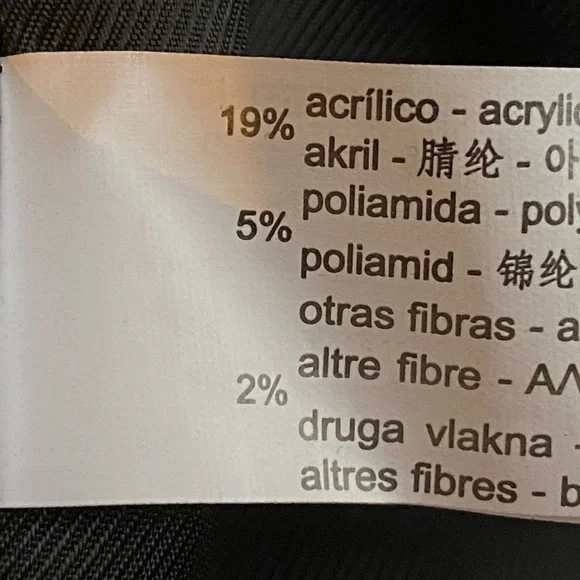 19% acrílico - acrylic
akril - 腈纶 - 아
5% poliamida - poly
poliamid - 锦纶
otras fibras - a
altre fibre - ΑΛ
2%
druga vlakna -
altres fibres - b